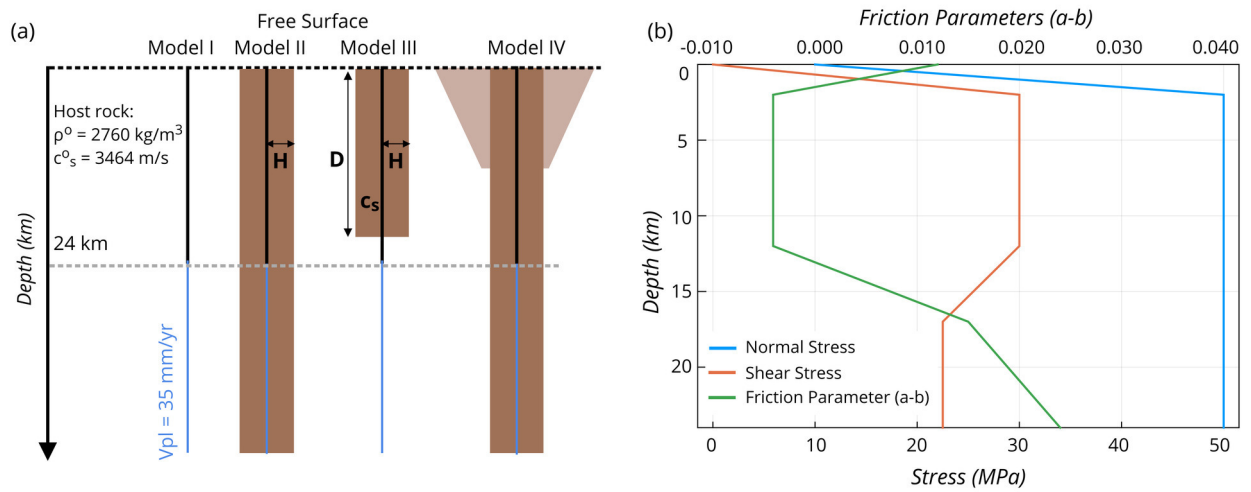 (a)
Free Surface
Model I
Model II
Model III
Model IV
Host rock:
ρº = 2760 kg/m³
cºₛ = 3464 m/s
H
D
H
cₛ
24 km
Depth (km)
Vpl = 35 mm/yr
(b)
Friction Parameters (a-b)
-0.010 0.000 0.012 0.020 0.030 0.040
0
5
10
15
20
Depth (km)
Normal Stress
Shear Stress
Friction Parameter (a-b)
0 10 20 30 40 50
Stress (MPa)